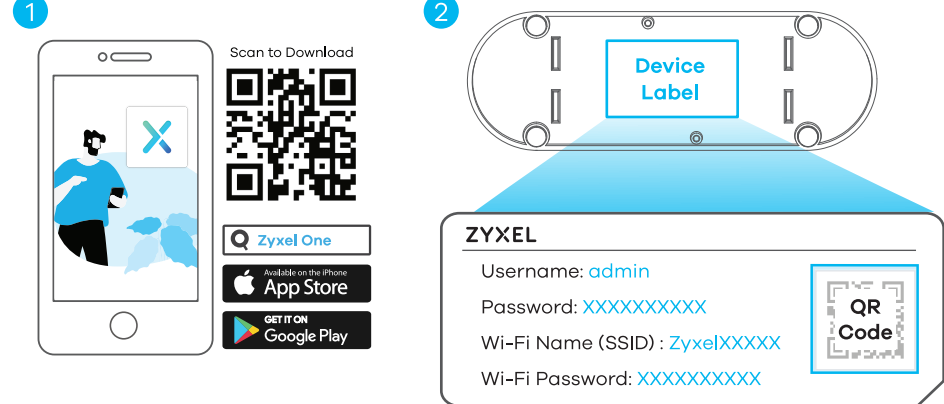 1
Scan to Download
Zyxel One
Available on the iPhone
App Store
GET IT ON
Google Play
2
Device
Label
ZYXEL
Username: admin
Password: XXXXXXXXXX
Wi-Fi Name (SSID) : ZyxelXXXXX
Wi-Fi Password: XXXXXXXXXX
QR
Code